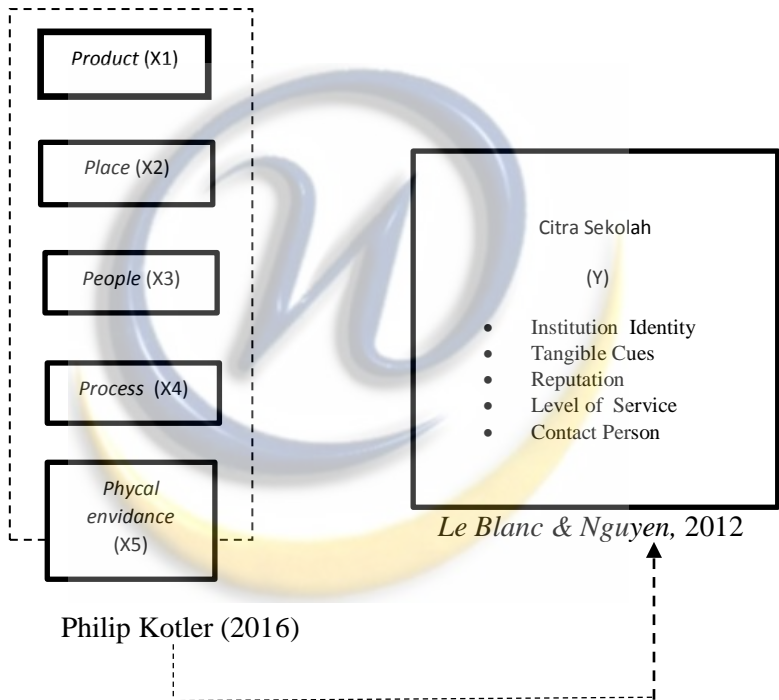 Product (X1)
Place (X2)
People (X3)
Process (X4)
Phycal
envidance
(X5)
Philip Kotler (2016)
Citra Sekolah
(Y)
• Institution Identity
• Tangible Cues
• Reputation
• Level of Service
• Contact Person
Le Blanc & Nguyen, 2012